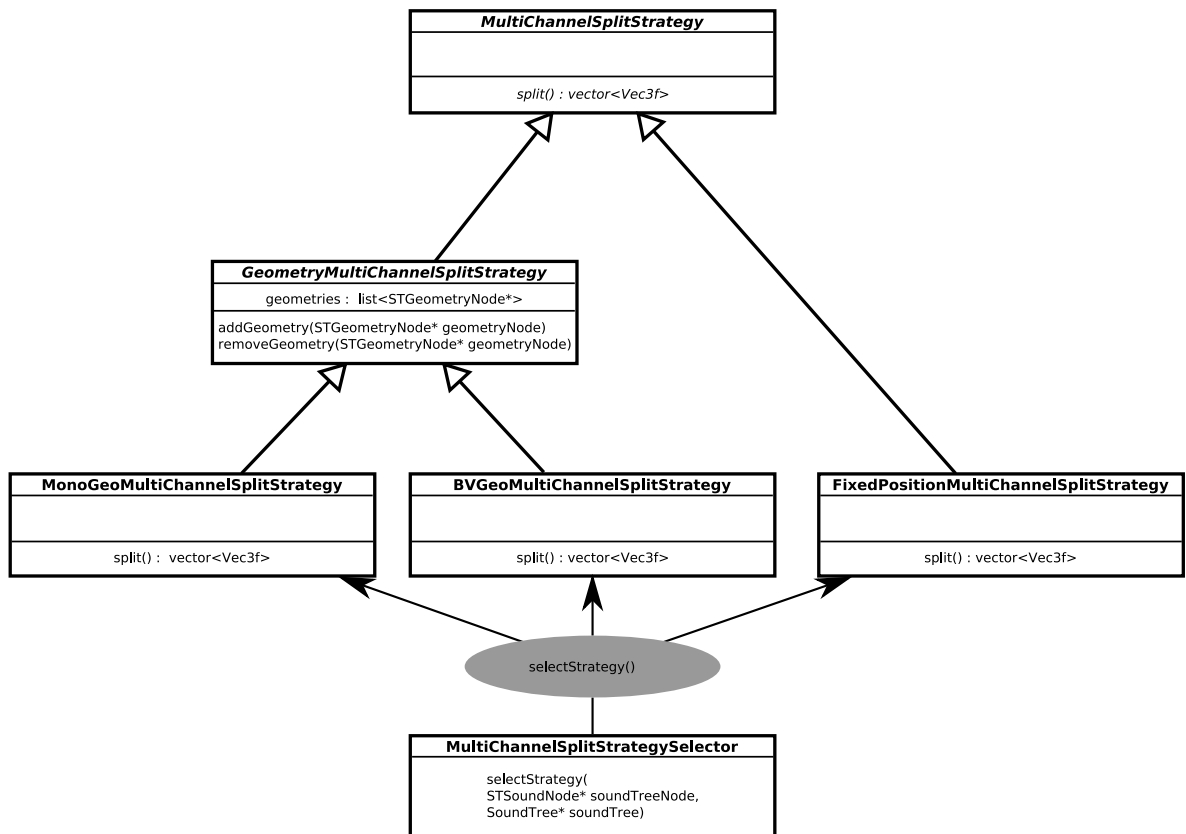 MultiChannelSplitStrategy
split() : vector<Vec3f>
GeometryMultiChannelSplitStrategy
geometries :  list<STGeometryNode*>
addGeometry(STGeometryNode* geometryNode)
removeGeometry(STGeometryNode* geometryNode)
MonoGeoMultiChannelSplitStrategy
split() :  vector<Vec3f>
BVGeoMultiChannelSplitStrategy
split() : vector<Vec3f>
FixedPositionMultiChannelSplitStrategy
split() : vector<Vec3f>
selectStrategy()
MultiChannelSplitStrategySelector
selectStrategy(
STSoundNode* soundTreeNode,
SoundTree* soundTree)